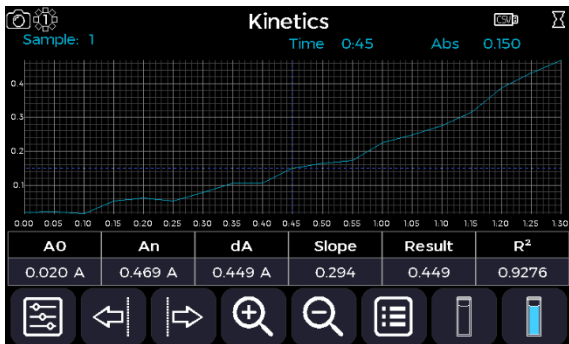 1 Kinetics CSV
Sample: 1 Time 0:45 Abs 0.150
0.4
0.3
0.2
0.1
0.00 0.05 0.10 0.15 0.20 0.25 0.30 0.35 0.40 0.45 0.50 0.55 1.00 1.05 1.10 1.15 1.20 1.25 1.30
A0 An dA Slope Result R²
0.020 A 0.469 A 0.449 A 0.294 0.449 0.9276